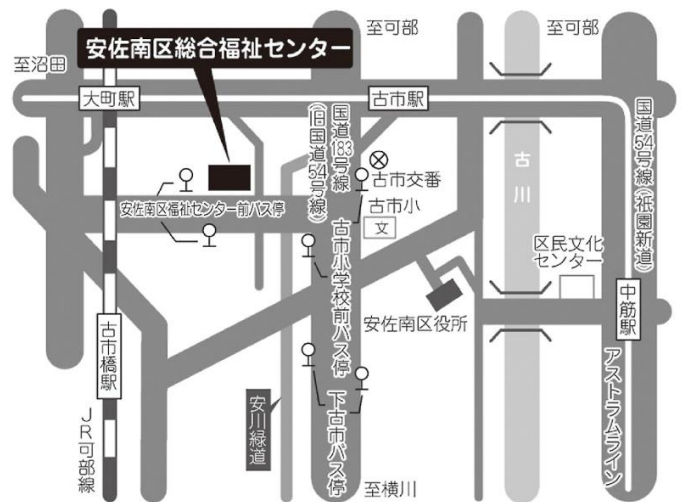 安佐南区総合福祉センター
至可部
至可部
至沼田
大町駅
古市駅
国道183号線
(旧国道54号線)
国道54号線(祇園新道)
古市交番
古川
安佐南区福祉センター前バス停
古市小
文
古市小学校前バス停
区民文化
センター
中筋駅
安佐南区役所
古市橋駅
アストラムライン
安川緑道
下古市バス停
JR可部線
至横川